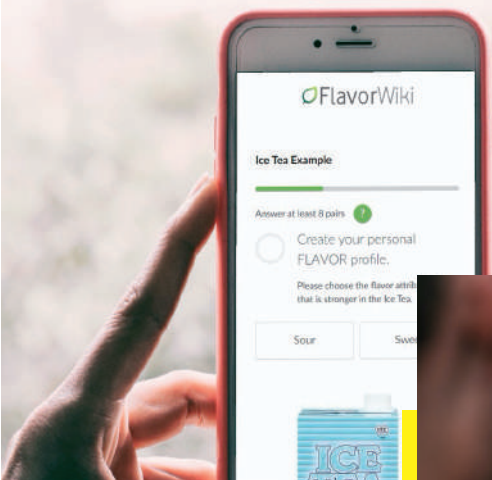 FlavorWiki
Ice Tea Example
Answer at least 8 pairs ?
Create your personal
FLAVOR profile.
Please choose the flavor attrib
that is stronger in the Ice Tea
Sour Swe
ICE